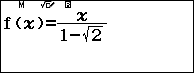 M √□ R
f(x)=x/(1-√2)